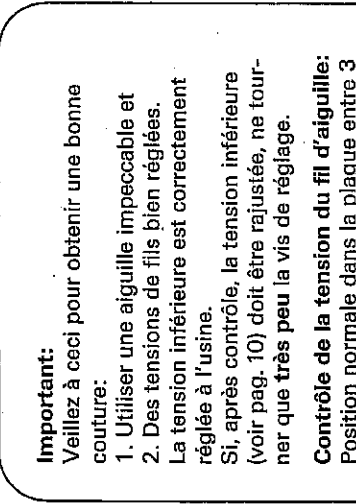 Important:
Veillez à ceci pour obtenir une bonne
couture:
1. Utiliser une aiguille impeccable et
2. Des tensions de fils bien réglées.
La tension inférieure est correctement
réglée à l'usine.
Si, après contrôle, la tension inférieure
(voir pag. 10) doit être rajustée, ne tour-
ner que très peu la vis de réglage.
Contrôle de la tension du fil d'aiguille:
Position normale dans la plaque entre 3